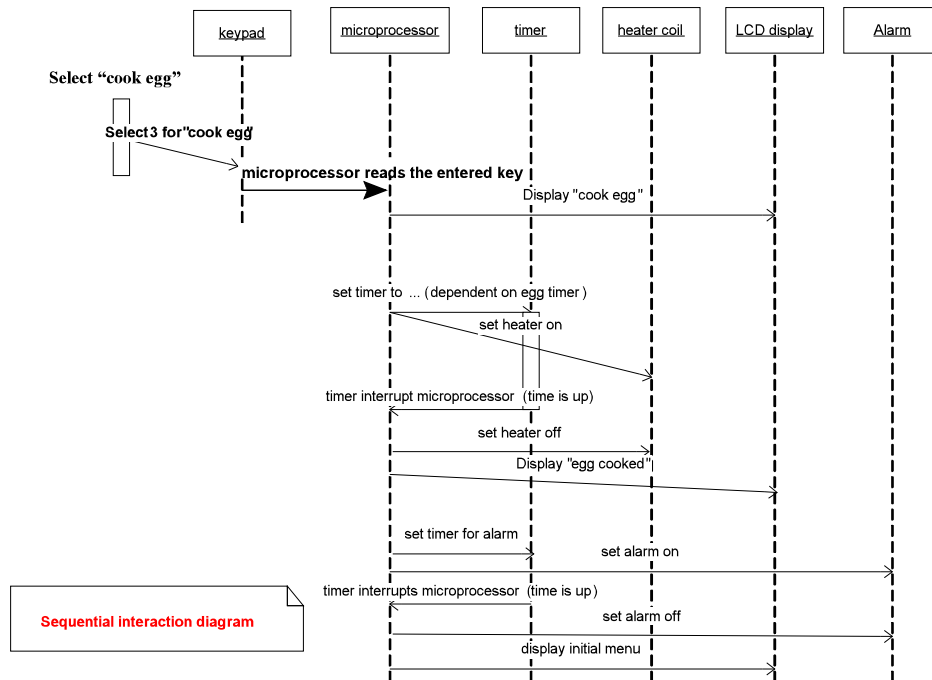 keypad
microprocessor
timer
heater coil
LCD display
Alarm
Select “cook egg”
Select 3 for "cook egg"
microprocessor reads the entered key
Display "cook egg"
set timer to ... (dependent on egg timer)
set heater on
timer interrupt microprocessor (time is up)
set heater off
Display "egg cooked"
set timer for alarm
set alarm on
timer interrupts microprocessor (time is up)
set alarm off
Sequential interaction diagram
display initial menu